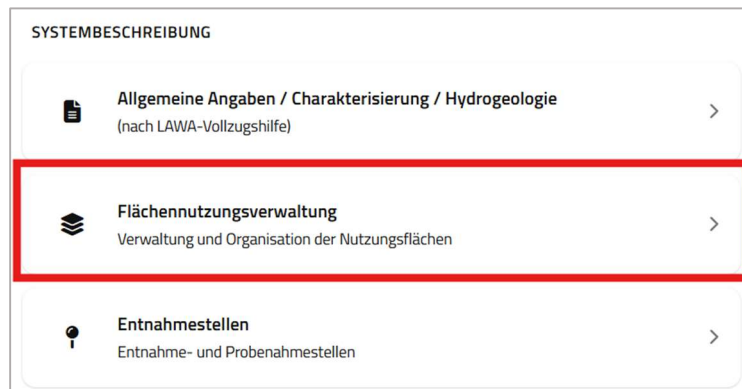 SYSTEMBESCHREIBUNG
Allgemeine Angaben / Charakterisierung / Hydrogeologie
(nach LAWA-Vollzugshilfe)
Flächennutzungsverwaltung
Verwaltung und Organisation der Nutzungsflächen
Entnahmestellen
Entnahme- und Probenahmestellen